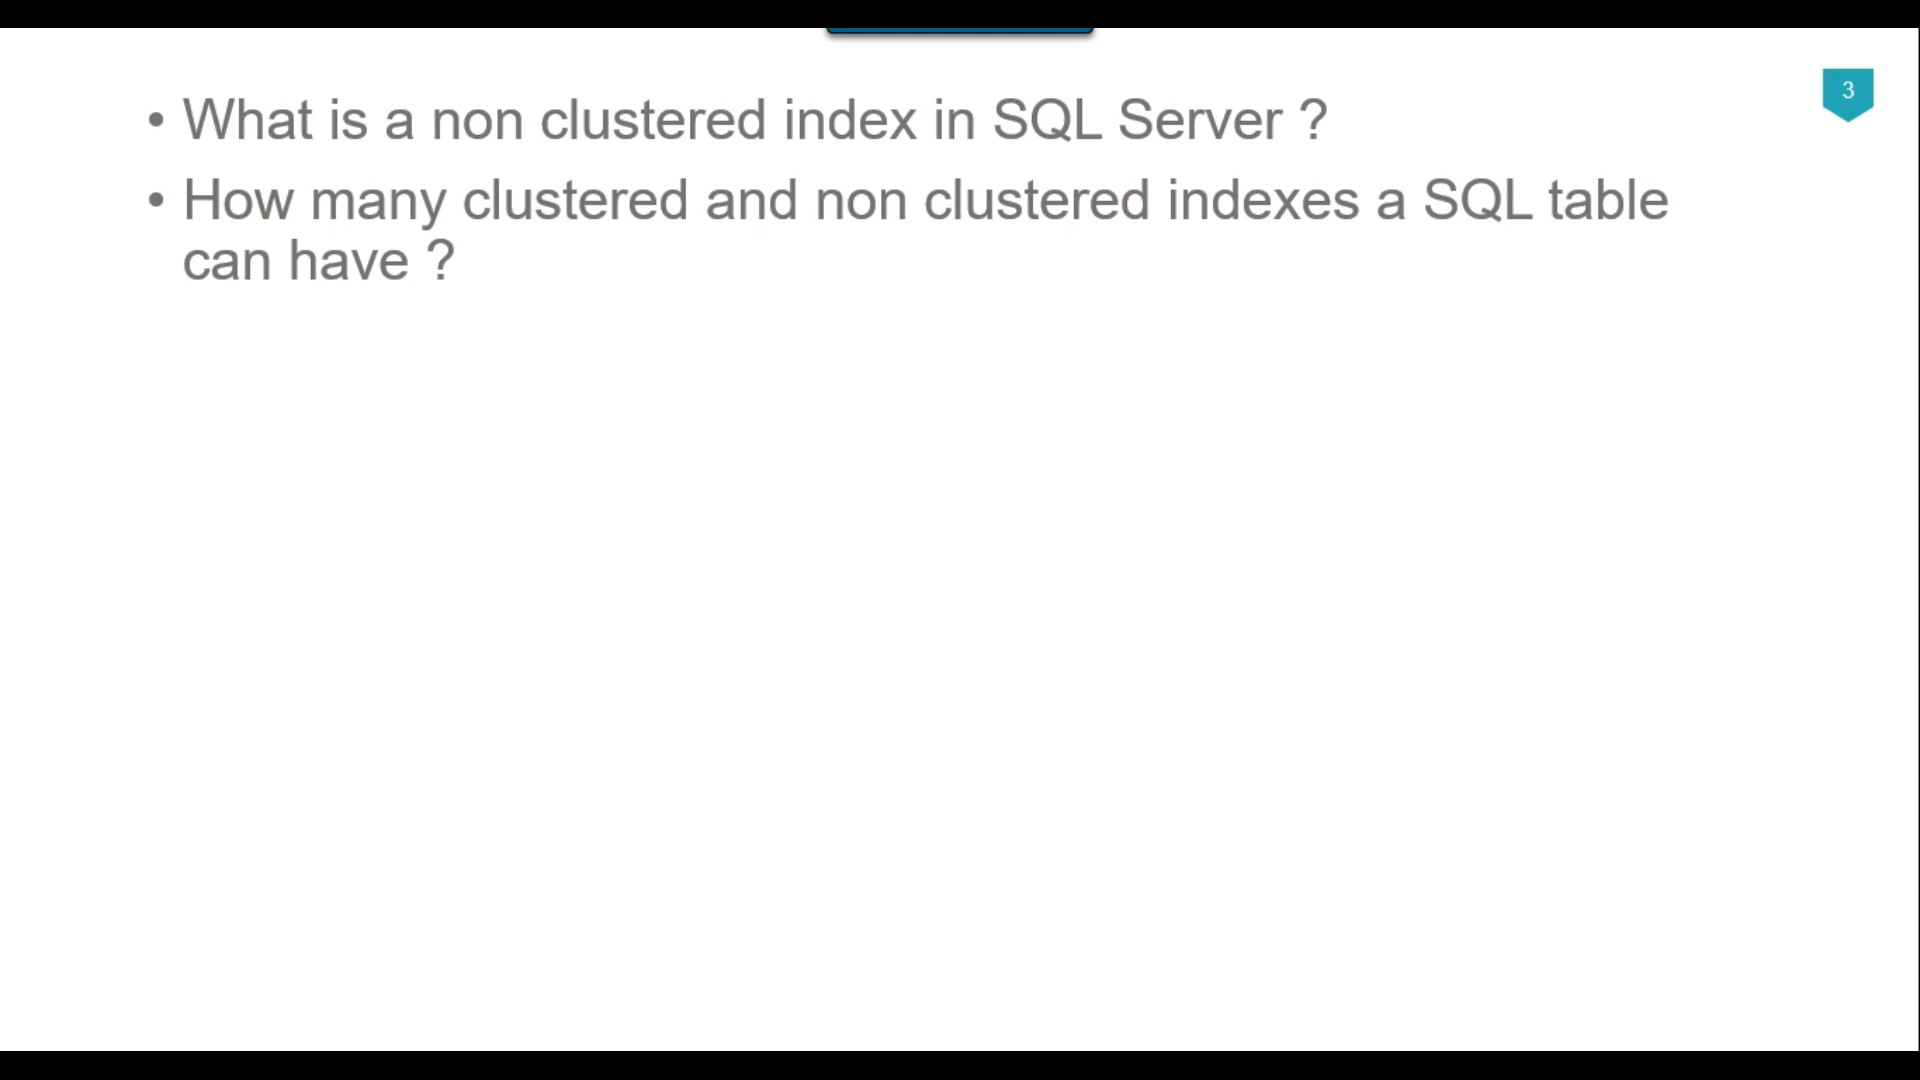 3
• What is a non clustered index in SQL Server ?
• How many clustered and non clustered indexes a SQL table
can have ?